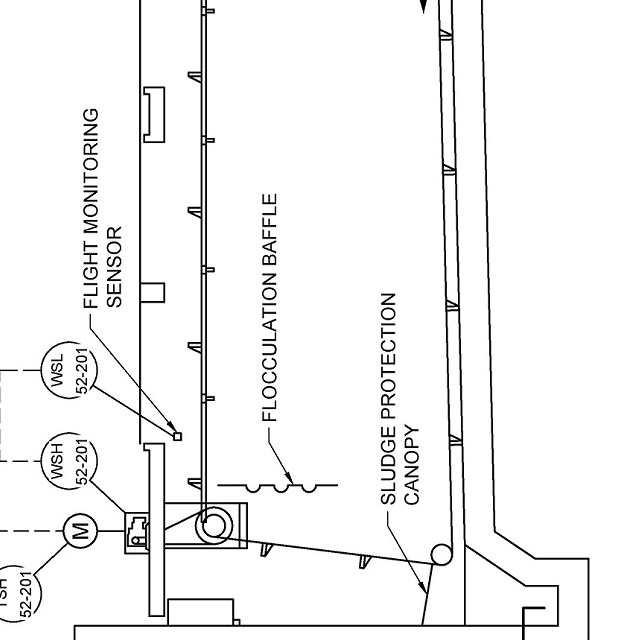 FLIGHT MONITORING
SENSOR
FLOCCULATION BAFFLE
SLUDGE PROTECTION
CANOPY
WSL
52-201
WSH
52-201
M
52-201